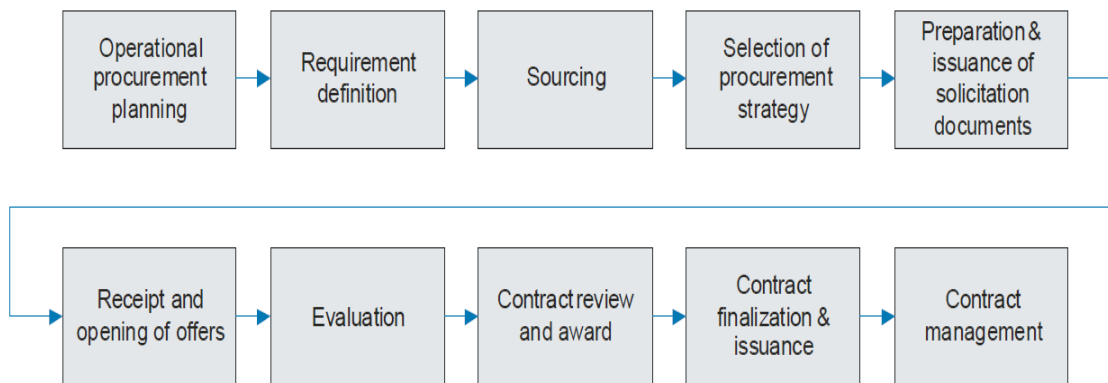 Operational
procurement
planning
Requirement
definition
Sourcing
Selection of
procurement
strategy
Preparation &
issuance of
solicitation
documents
Receipt and
opening of offers
Evaluation
Contract review
and award
Contract
finalization &
issuance
Contract
management